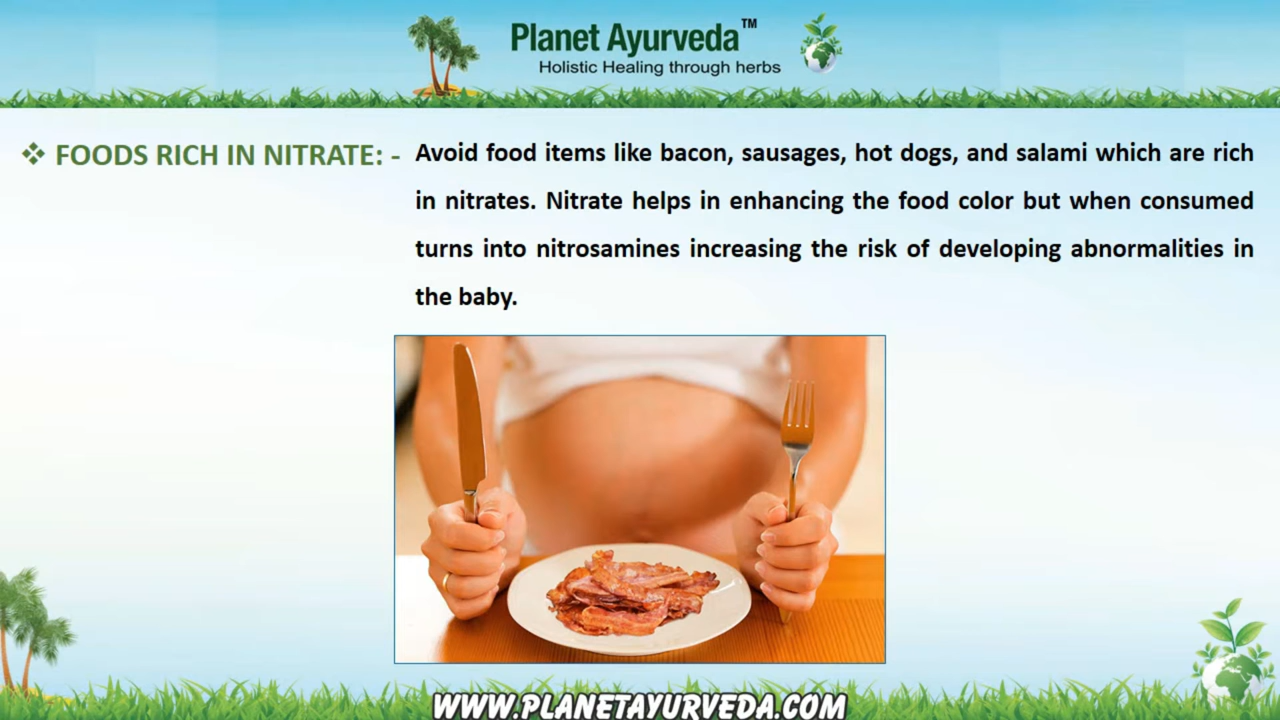 Planet Ayurveda™
Holistic Healing through herbs
❖ FOODS RICH IN NITRATE: - Avoid food items like bacon, sausages, hot dogs, and salami which are rich
in nitrates. Nitrate helps in enhancing the food color but when consumed
turns into nitrosamines increasing the risk of developing abnormalities in
the baby.
WWW.PLANETAYURVEDA.COM